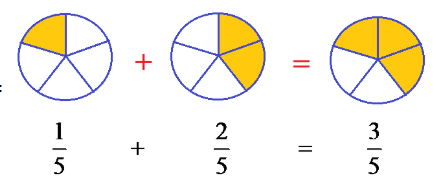 + =
1/5 + 2/5 = 3/5